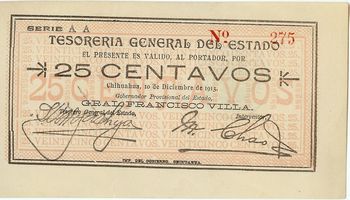 SERIE A A
Nº 275
TESORERIA GENERAL DEL ESTADO
EL PRESENTE ES VALIDO, AL PORTADOR, POR
25 CENTAVOS
Chihuahua, 10 de Diciembre de 1913.
Gobernador Provisional del Estado,
GRAL. FRANCISCO VILLA.
Tesorero General del Estado,
Interventor,
IMP. DEL GOBIERNO. CHIHUAHUA.